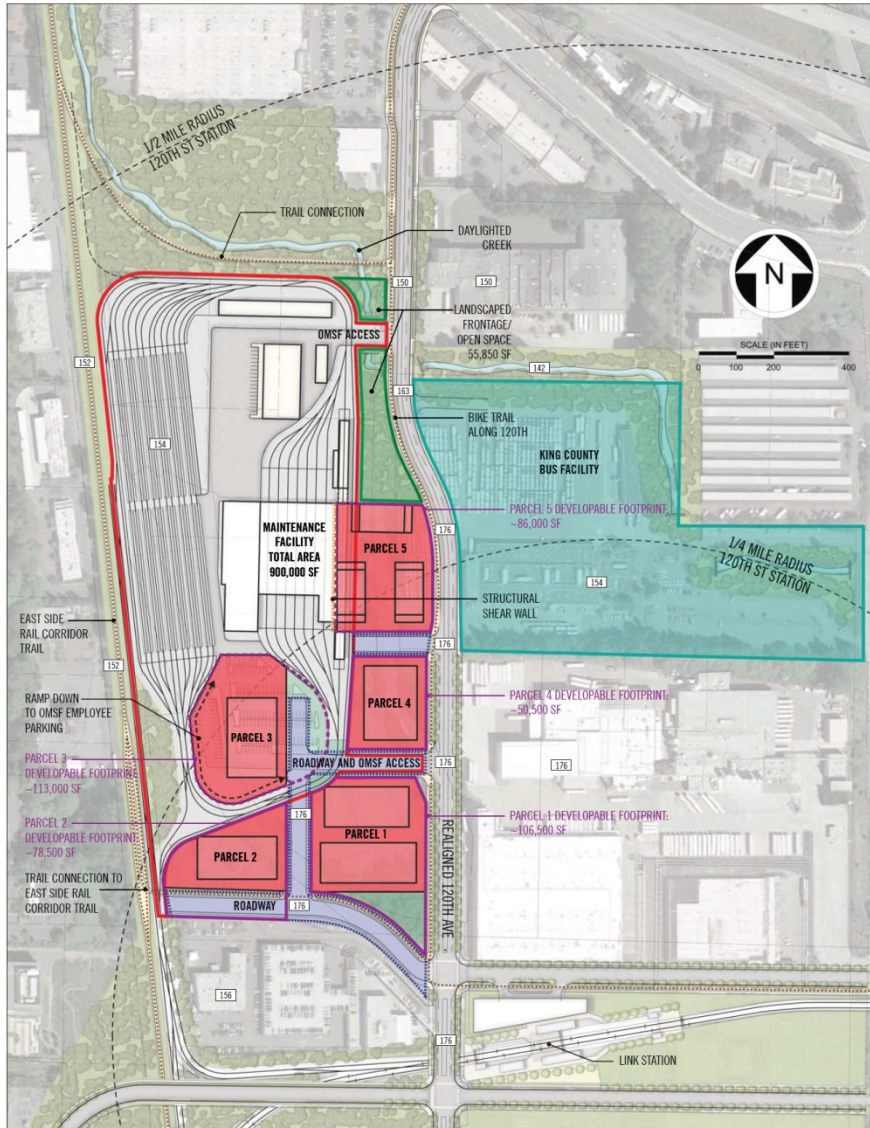 1/2 MILE RADIUS
120TH ST STATION
TRAIL CONNECTION
DAYLIGHTED
CREEK
N
150
150
LANDSCAPED
FRONTAGE/
OPEN SPACE
55,850 SF
OMSF ACCESS
SCALE (IN FEET)
0 100 200 400
152
142
163
BIKE TRAIL
ALONG 120TH
154
KING COUNTY
BUS FACILITY
PARCEL 5 DEVELOPABLE FOOTPRINT:
~86,000 SF
176
MAINTENANCE
FACILITY
TOTAL AREA
900,000 SF
PARCEL 5
1/4 MILE RADIUS
120TH ST STATION
154
STRUCTURAL
SHEAR WALL
EAST SIDE
RAIL CORRIDOR
TRAIL
176
152
RAMP DOWN
TO OMSF EMPLOYEE
PARKING
PARCEL 4 DEVELOPABLE FOOTPRINT:
~50,500 SF
PARCEL 4
PARCEL 3
PARCEL 3
DEVELOPABLE FOOTPRINT:
~113,000 SF
ROADWAY AND OMSF ACCESS
176
176
PARCEL 2
DEVELOPABLE FOOTPRINT:
~78,500 SF
176
PARCEL 1 DEVELOPABLE FOOTPRINT:
~106,500 SF
PARCEL 1
PARCEL 2
REALIGNED 120TH AVE
TRAIL CONNECTION TO
EAST SIDE RAIL
CORRIDOR TRAIL
ROADWAY
176
156
176
LINK STATION